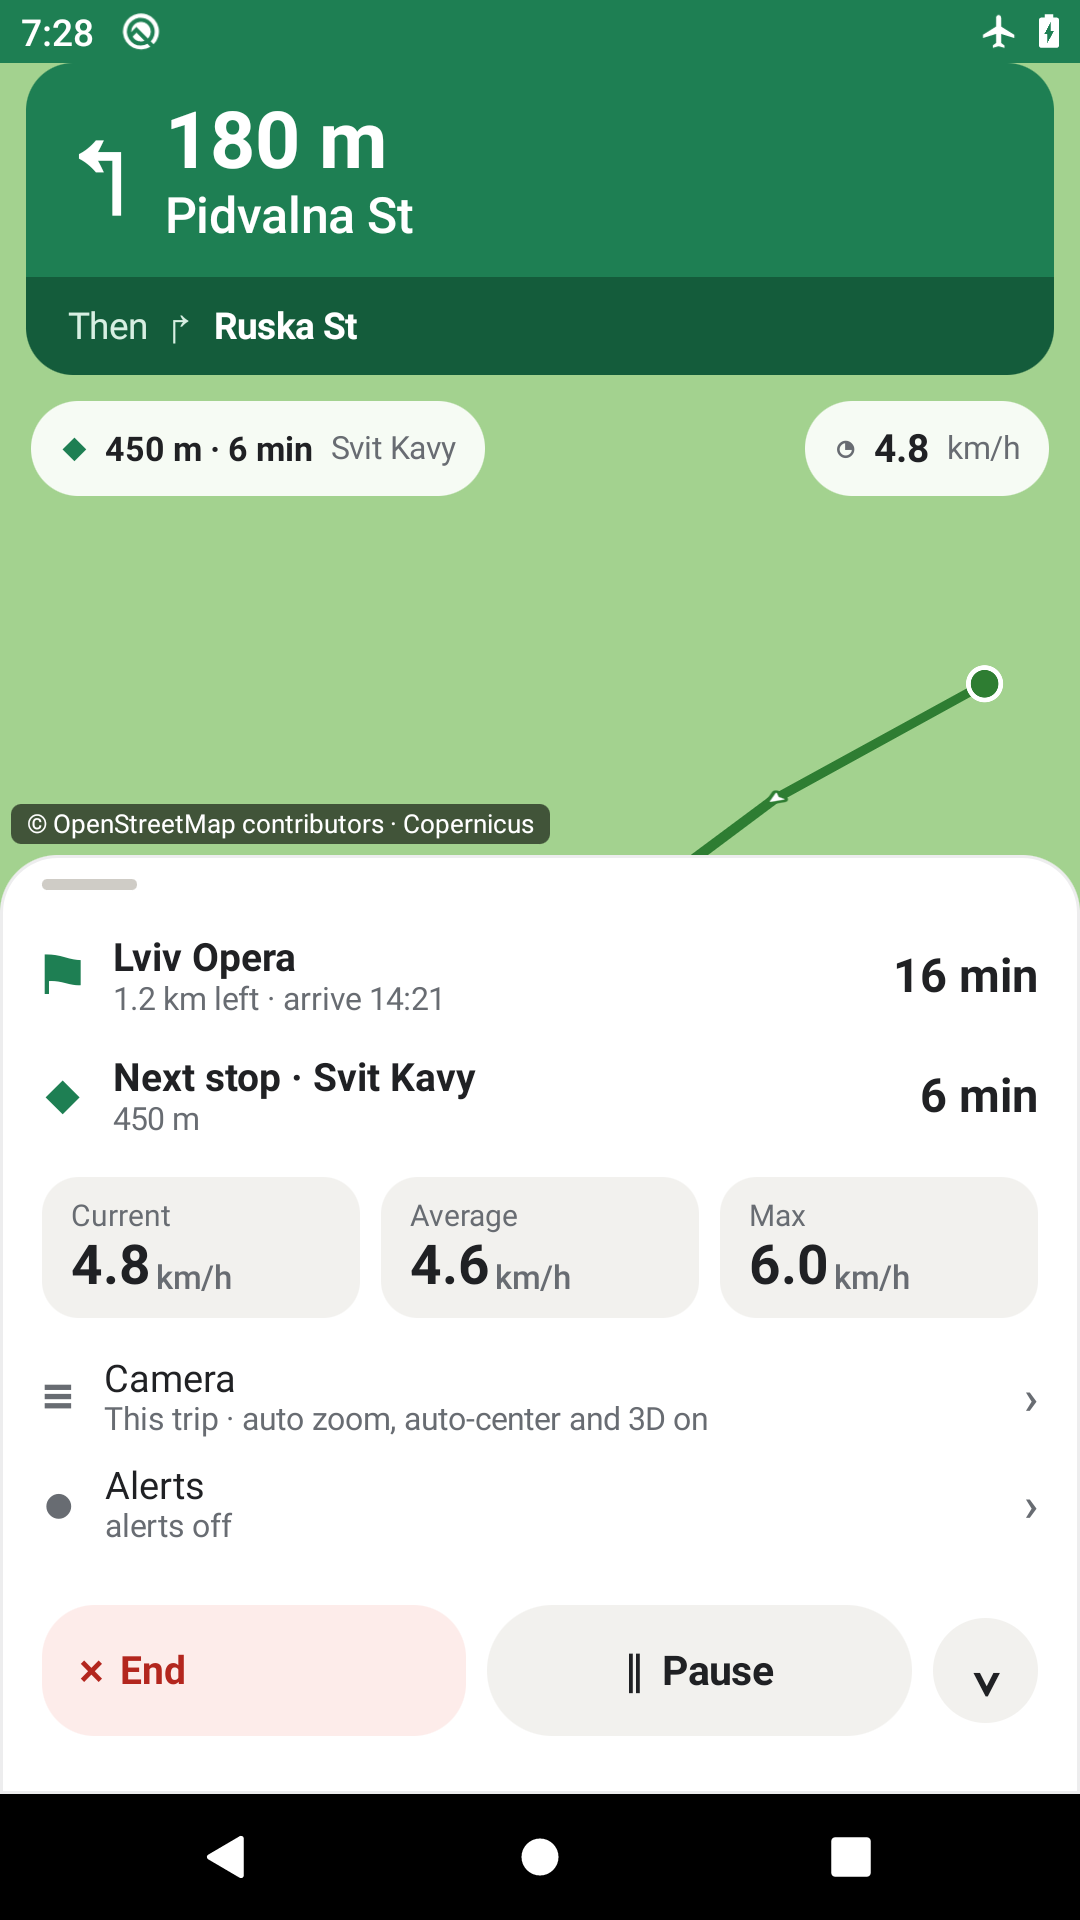 7:28
180 m
Pidvalna St
Then Ruska St
450 m · 6 min Svit Kavy
4.8 km/h
© OpenStreetMap contributors · Copernicus
Lviv Opera
1.2 km left · arrive 14:21
16 min
Next stop · Svit Kavy
450 m
6 min
Current
4.8 km/h
Average
4.6 km/h
Max
6.0 km/h
Camera
This trip · auto zoom, auto-center and 3D on
Alerts
alerts off
End
Pause